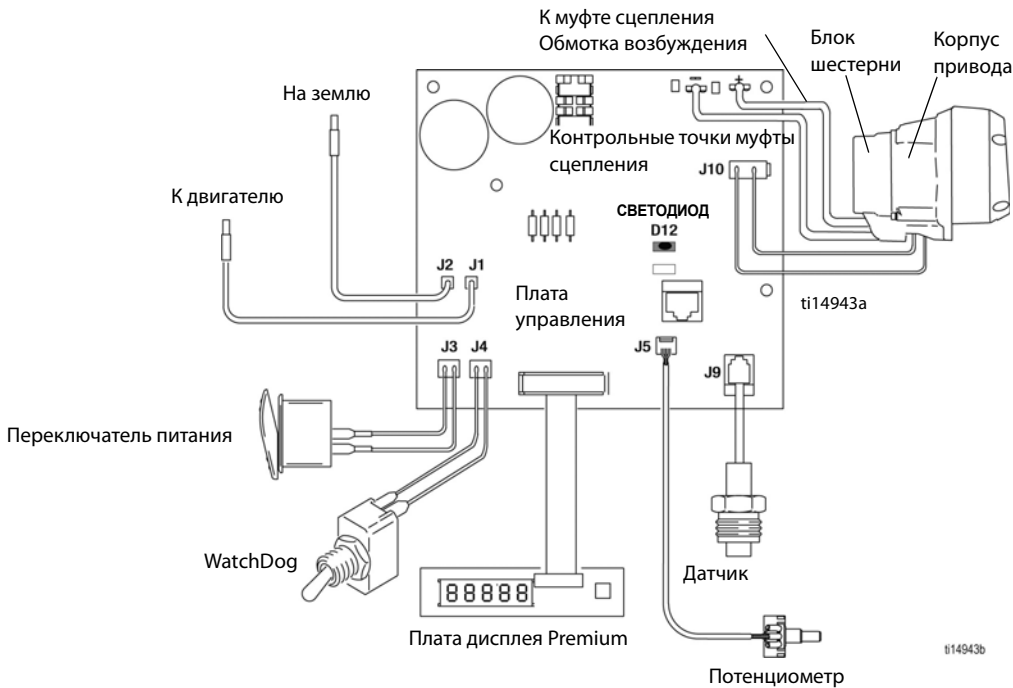 К муфте сцепления
Обмотка возбуждения
Блок
шестерни
Корпус
привода
На землю
Контрольные точки муфты
сцепления
J10
К двигателю
СВЕТОДИОД
D12
J2
J1
Плата
управления
ti14943a
J3
J4
J5
J9
Переключатель питания
WatchDog
88888
Датчик
Плата дисплея Premium
ti14943b
Потенциометр